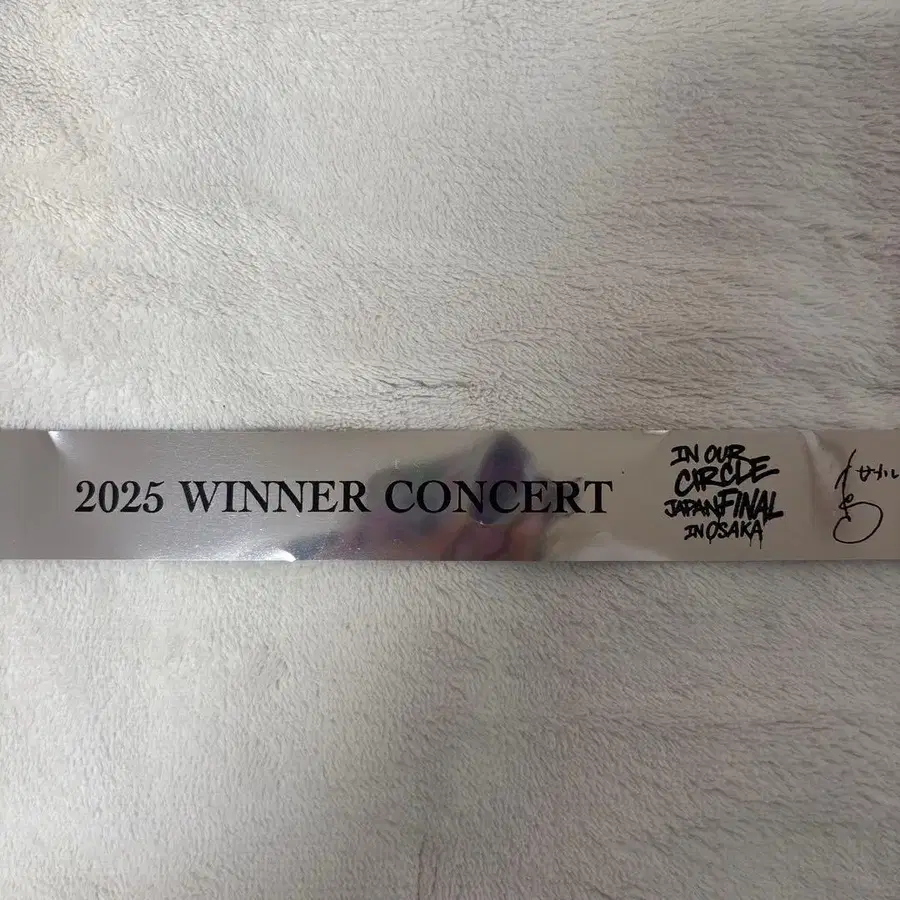 2025 WINNER CONCERT
IN OUR
CIRCLE
JAPAN FINAL
IN OSAKA